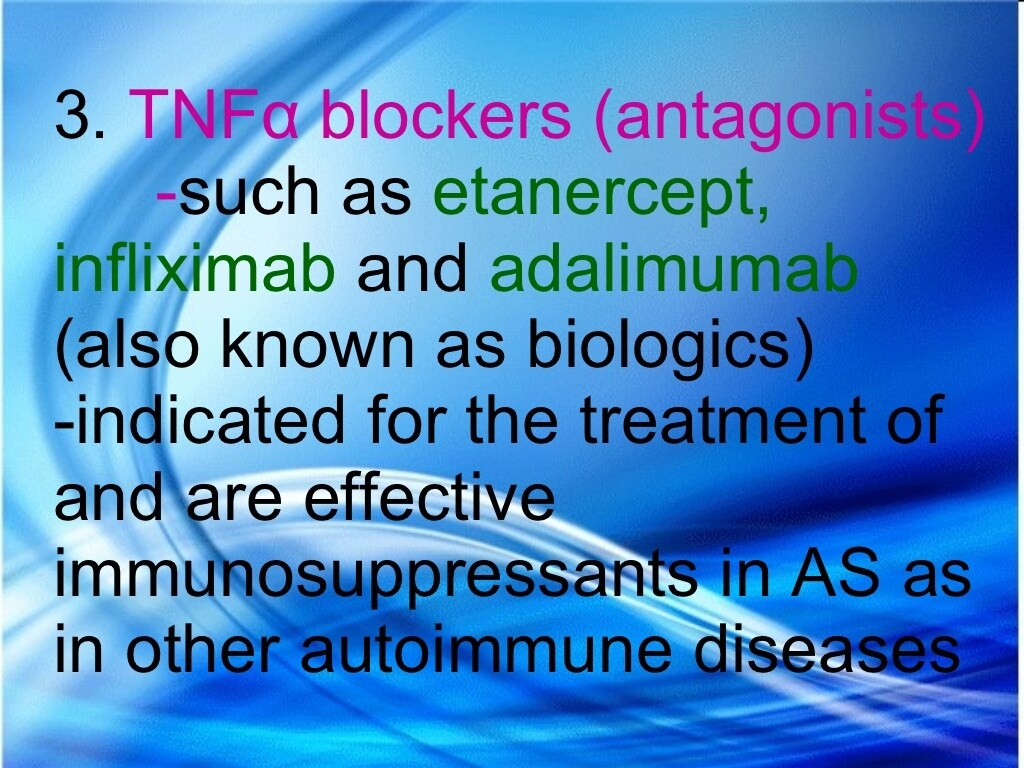 3. TNFα blockers (antagonists)
-such as etanercept,
infliximab and adalimumab
(also known as biologics)
-indicated for the treatment of
and are effective
immunosuppressants in AS as
in other autoimmune diseases